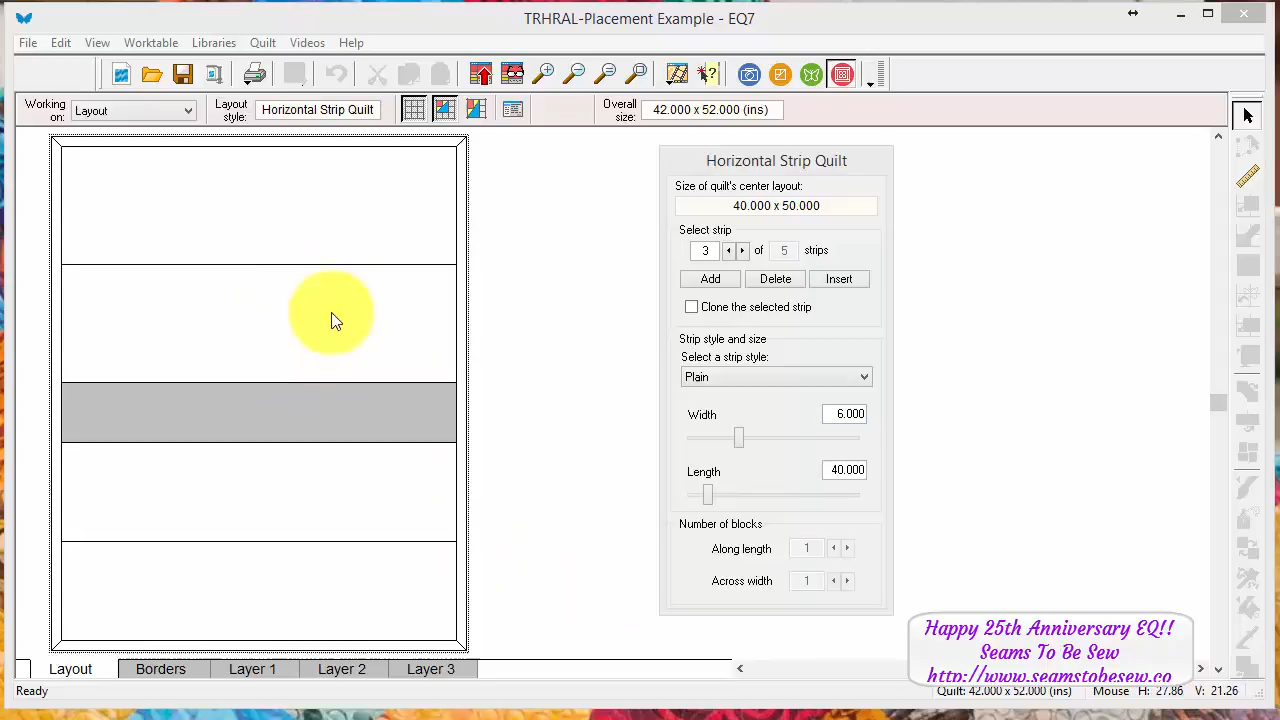 TRHRAL-Placement Example - EQ7
File Edit View Worktable Libraries Quilt Videos Help
Working on: Layout Layout style: Horizontal Strip Quilt Overall size: 42.000 x 52.000 (ins)
Horizontal Strip Quilt
Size of quilt's center layout:
40.000 x 50.000
Select strip
3 of 5 strips
Add Delete Insert
Clone the selected strip
Strip style and size
Select a strip style:
Plain
Width 6.000
Length 40.000
Number of blocks
Along length 1
Across width 1
Happy 25th Anniversary EQ!!
Seams To Be Sew
http://www.seamstobesew.co
Layout Borders Layer 1 Layer 2 Layer 3
Ready Quilt: 42.000 x 52.000 (ins) Mouse H: 27.86 V: 21.26